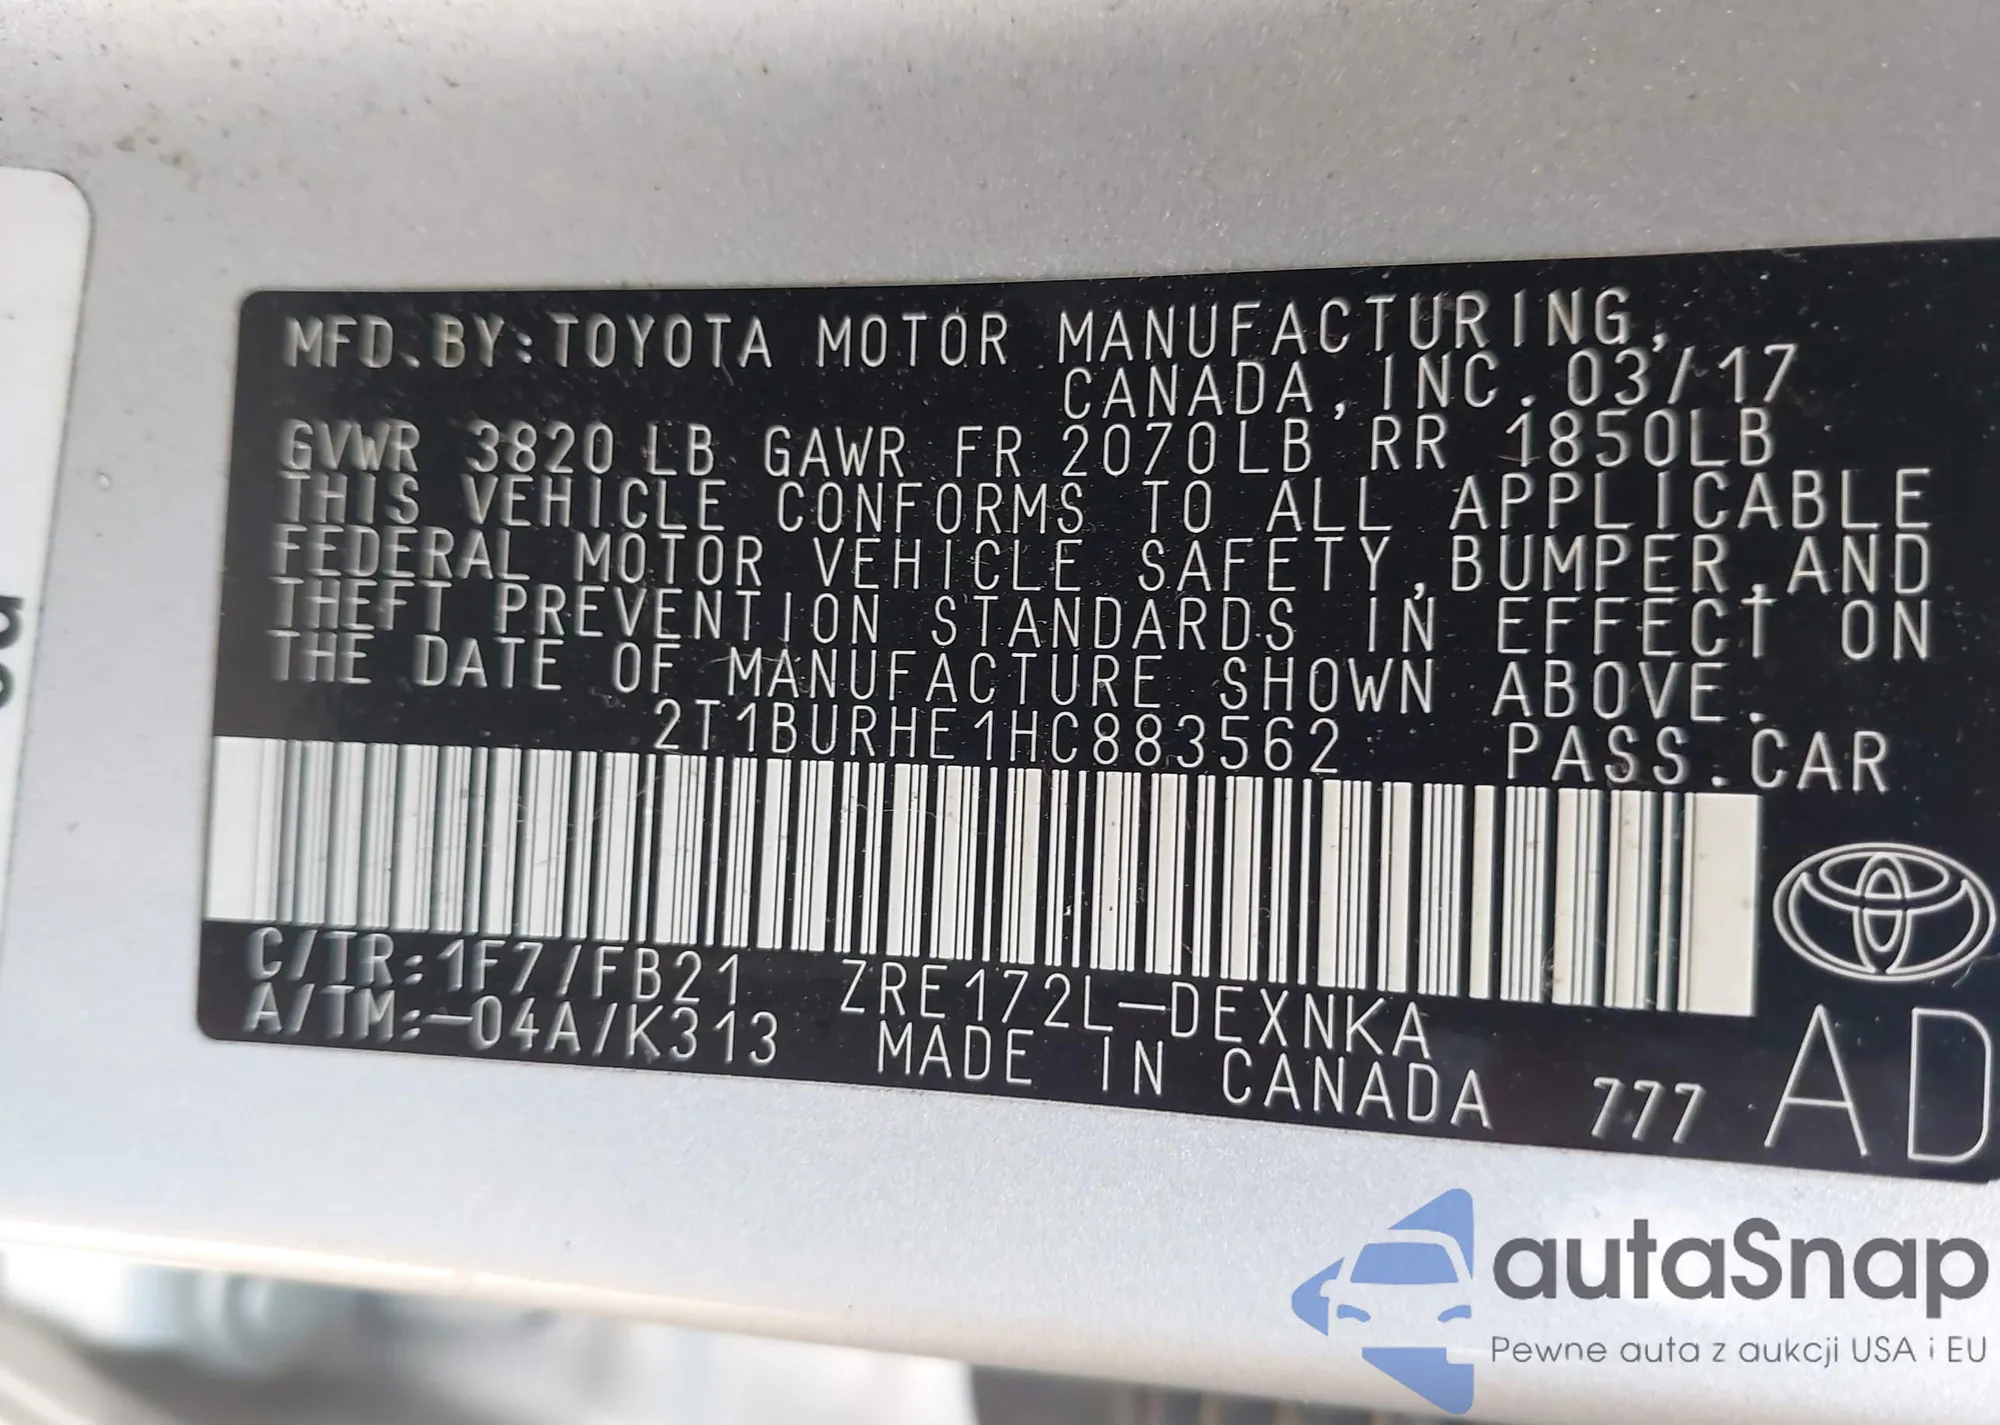 MFD.BY:TOYOTA MOTOR MANUFACTURING,
CANADA,INC.03/17
GVWR 3820 LB GAWR FR 2070LB RR 1850LB
THIS VEHICLE CONFORMS TO ALL APPLICABLE
FEDERAL MOTOR VEHICLE SAFETY,BUMPER,AND
THEFT PREVENTION STANDARDS IN EFFECT ON
THE DATE OF MANUFACTURE SHOWN ABOVE.
2T1BURHE1HC883562 PASS.CAR
C/TR:1F7/FB21 ZRE172L-DEXNKA
A/TM:-04A/K313 MADE IN CANADA 777 AD
autaSnap
Pewne auta z aukcji USA i EU